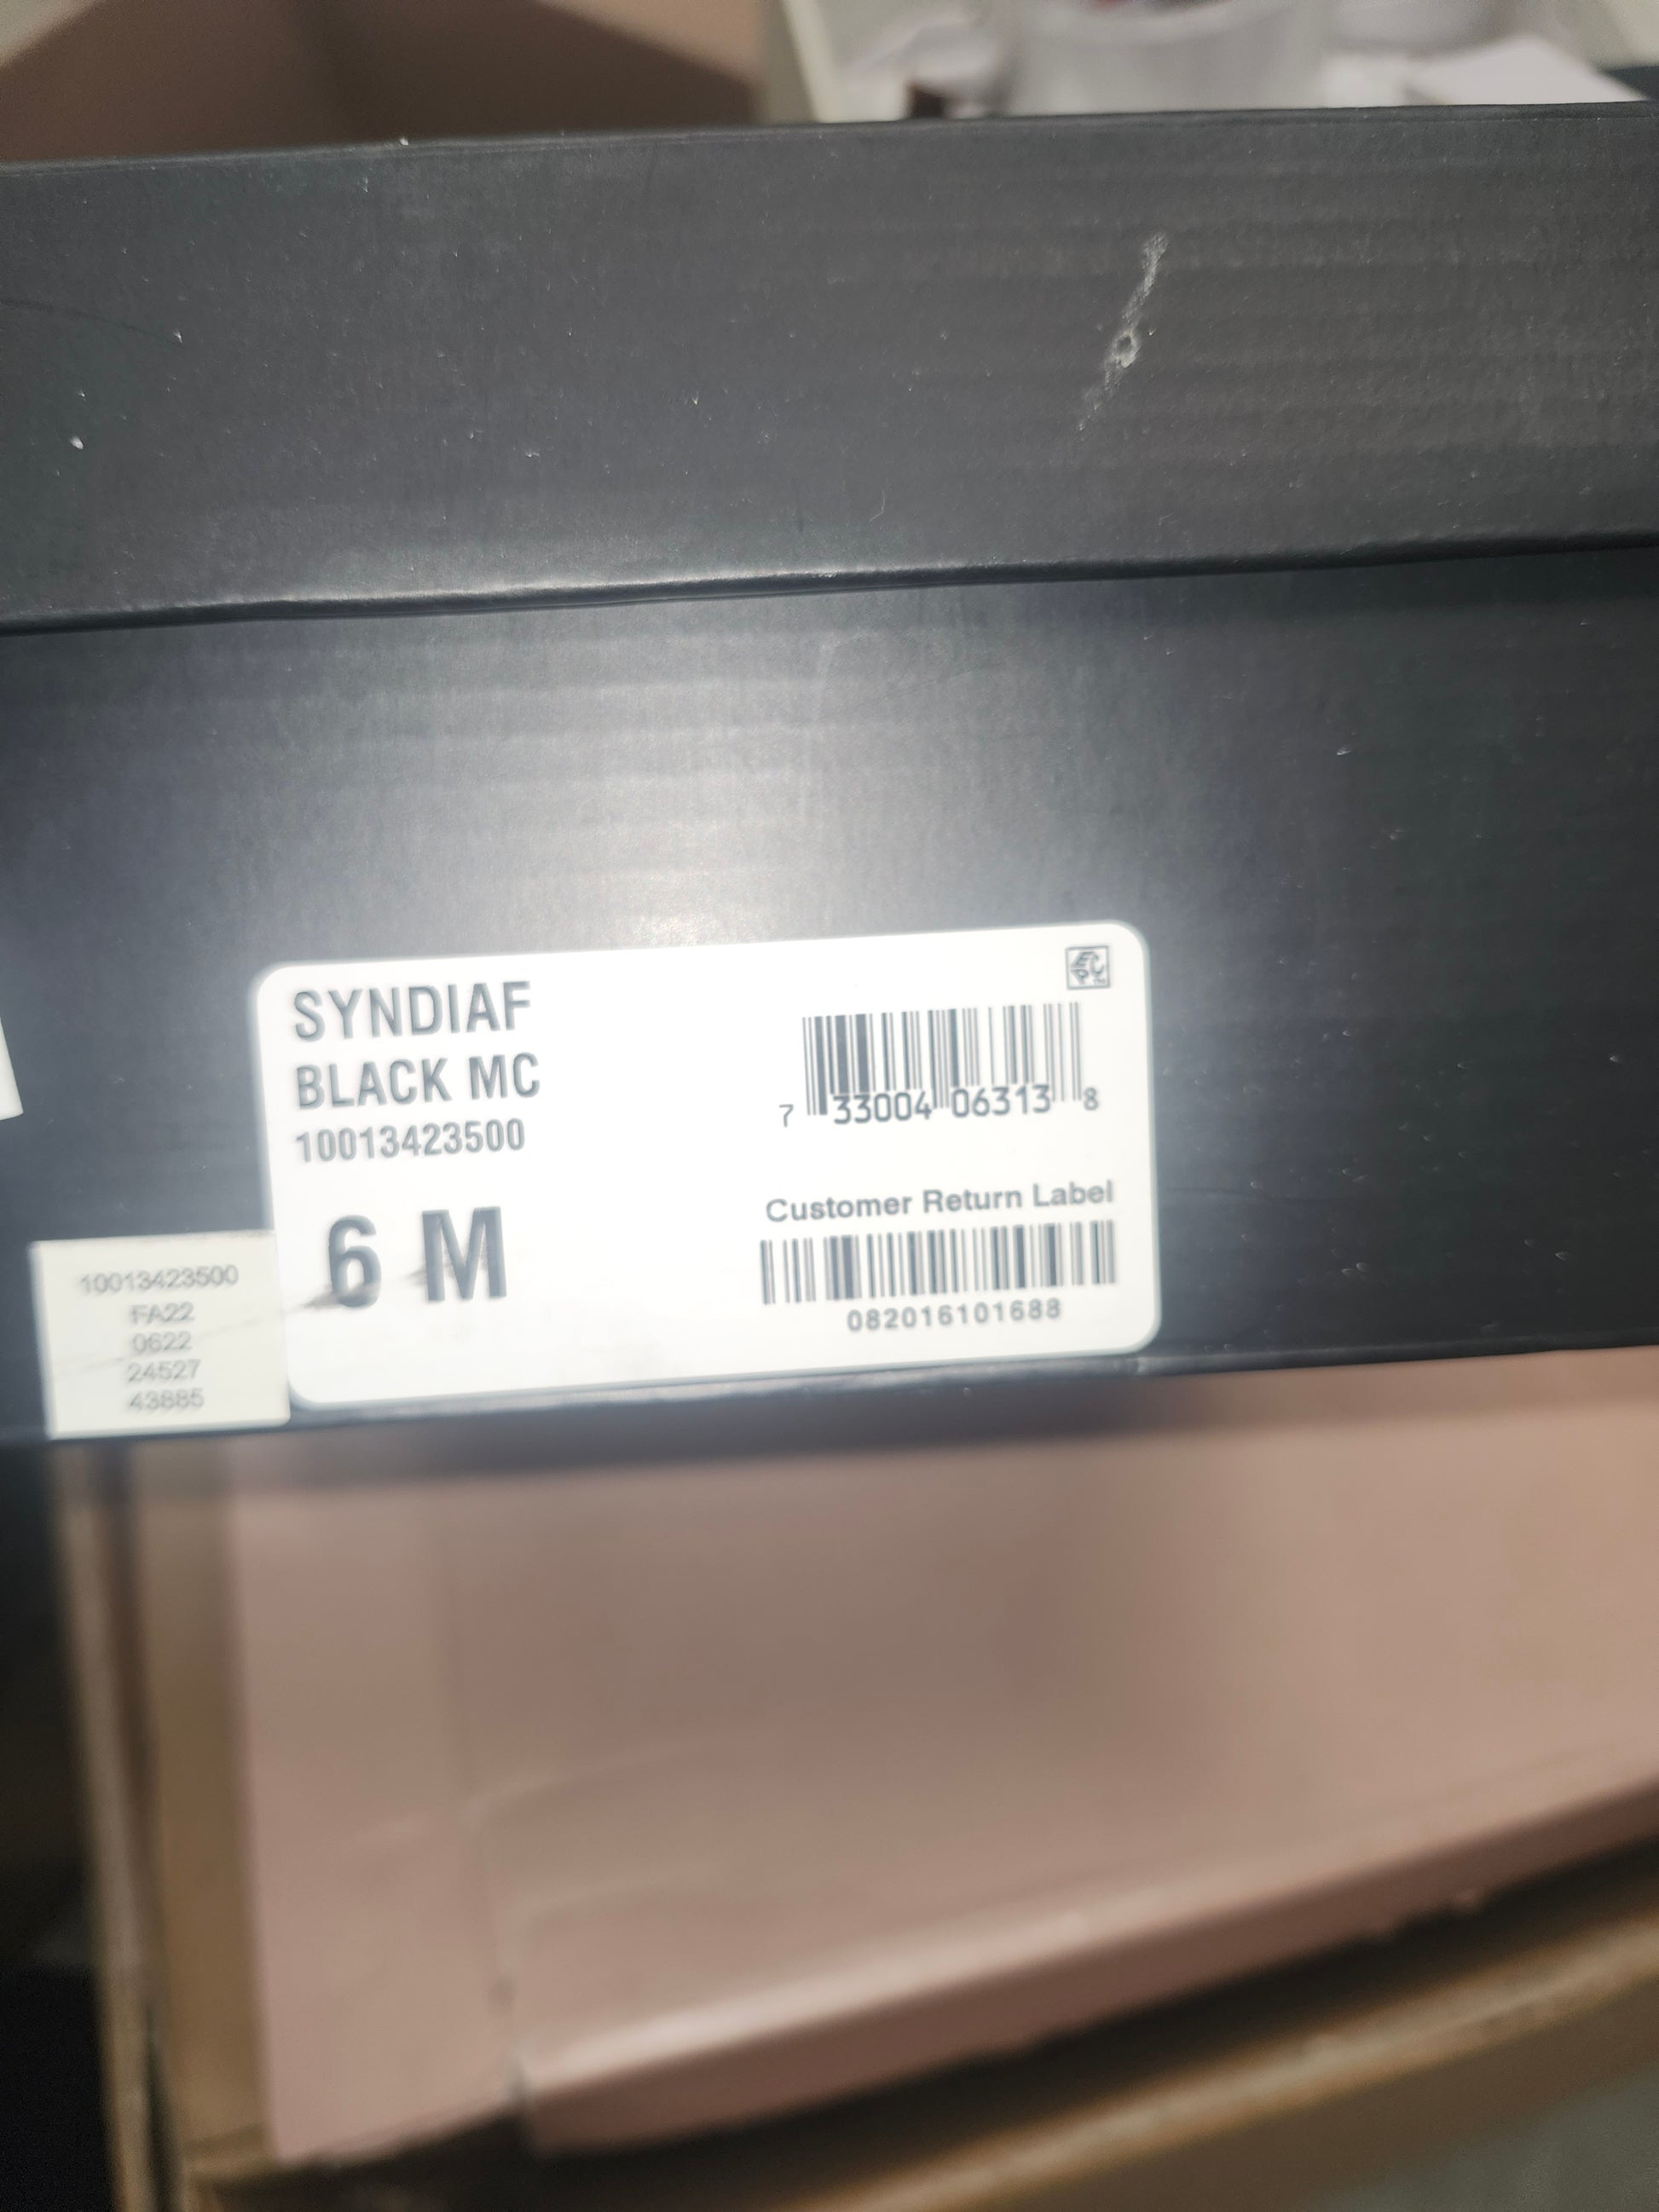 SYNDIAF
BLACK MC
10013423500
6 M
7 33004 06313 8
Customer Return Label
082016101688
10013423500
FA22
0622
24527
43885